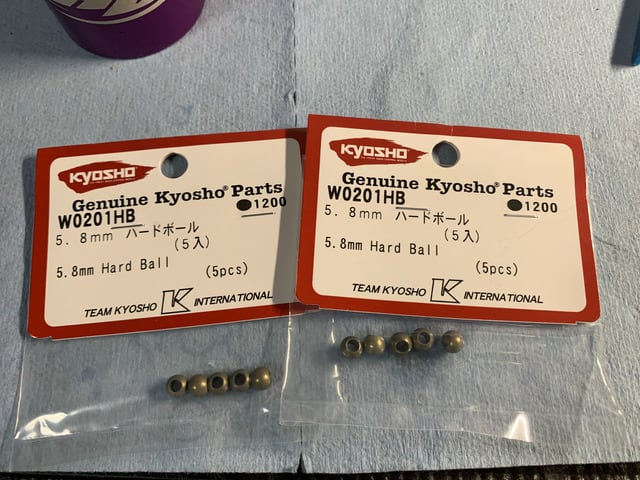 KYOSHO
Genuine Kyosho® Parts
W0201HB ●1200
5.8mm ハードボール
(5入)
5.8mm Hard Ball (5pcs)
TEAM KYOSHO K INTERNATIONAL
KYOSHO
Genuine Kyosho® Parts
W0201HB ●1200
5.8mm ハードボール
(5入)
5.8mm Hard Ball
(5pcs)
TEAM KYOSHO K INTERNATIONAL